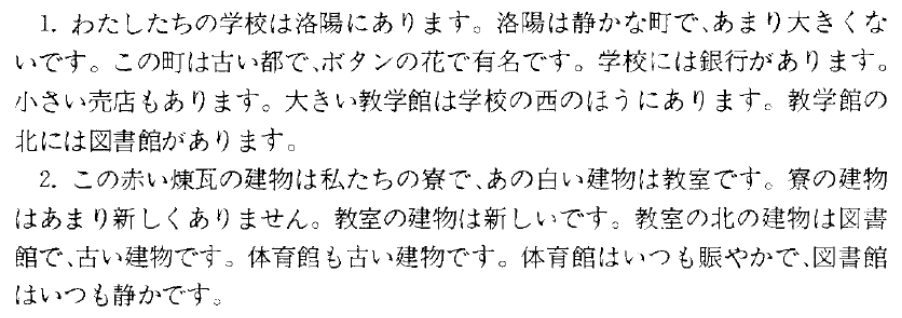 1. わたしたちの学校は洛陽にあります。洛陽は静かな町で、あまり大きくな
いです。この町は古い都で、ボタンの花で有名です。学校には銀行があります。
小さい売店もあります。大きい教学館は学校の西のほうにあります。教学館の
北には図書館があります。
2. この赤い煉瓦の建物は私たちの寮で、あの白い建物は教室です。寮の建物
はあまり新しくありません。教室の建物は新しいです。教室の北の建物は図書
館で、古い建物です。体育館も古い建物です。体育館はいつも賑やかで、図書館
はいつも静かです。